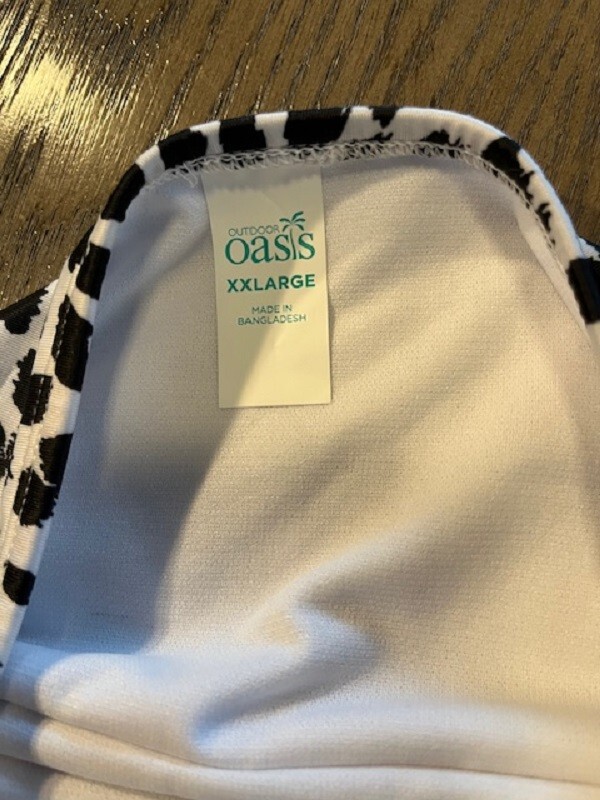 OUTDOOR
oasis
XXLARGE
MADE IN
BANGLADESH